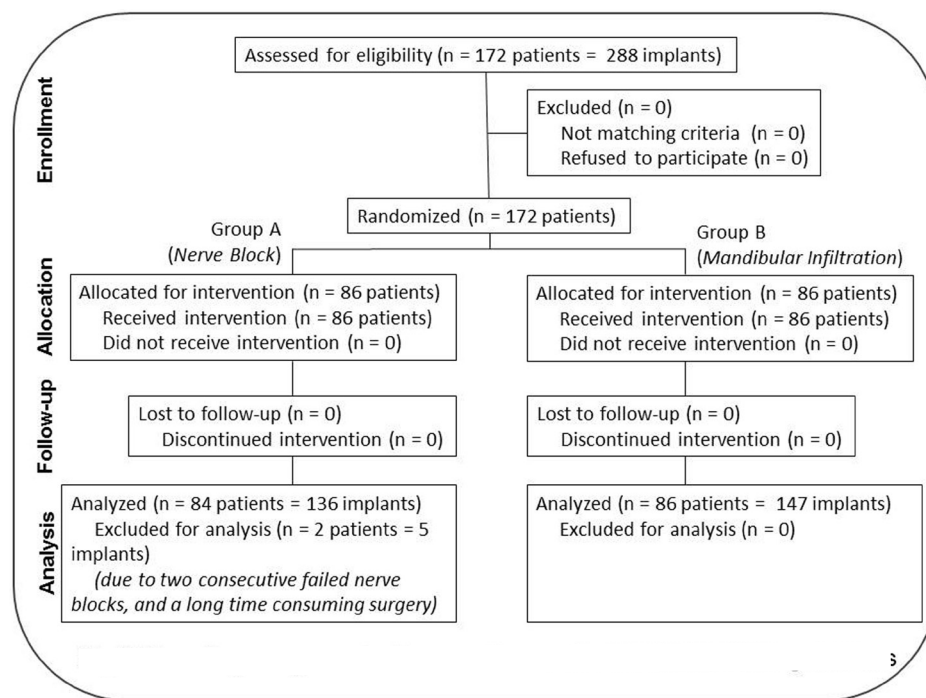 Enrollment
Assessed for eligibility (n = 172 patients = 288 implants)
Excluded (n = 0)
Not matching criteria (n = 0)
Refused to participate (n = 0)
Randomized (n = 172 patients)
Group A
(Nerve Block)
Group B
(Mandibular Infiltration)
Allocation
Allocated for intervention (n = 86 patients)
Received intervention (n = 86 patients)
Did not receive intervention (n = 0)
Allocated for intervention (n = 86 patients)
Received intervention (n = 86 patients)
Did not receive intervention (n = 0)
Follow-up
Lost to follow-up (n = 0)
Discontinued intervention (n = 0)
Lost to follow-up (n = 0)
Discontinued intervention (n = 0)
Analysis
Analyzed (n = 84 patients = 136 implants)
Excluded for analysis (n = 2 patients = 5
implants)
(due to two consecutive failed nerve
blocks, and a long time consuming surgery)
Analyzed (n = 86 patients = 147 implants)
Excluded for analysis (n = 0)